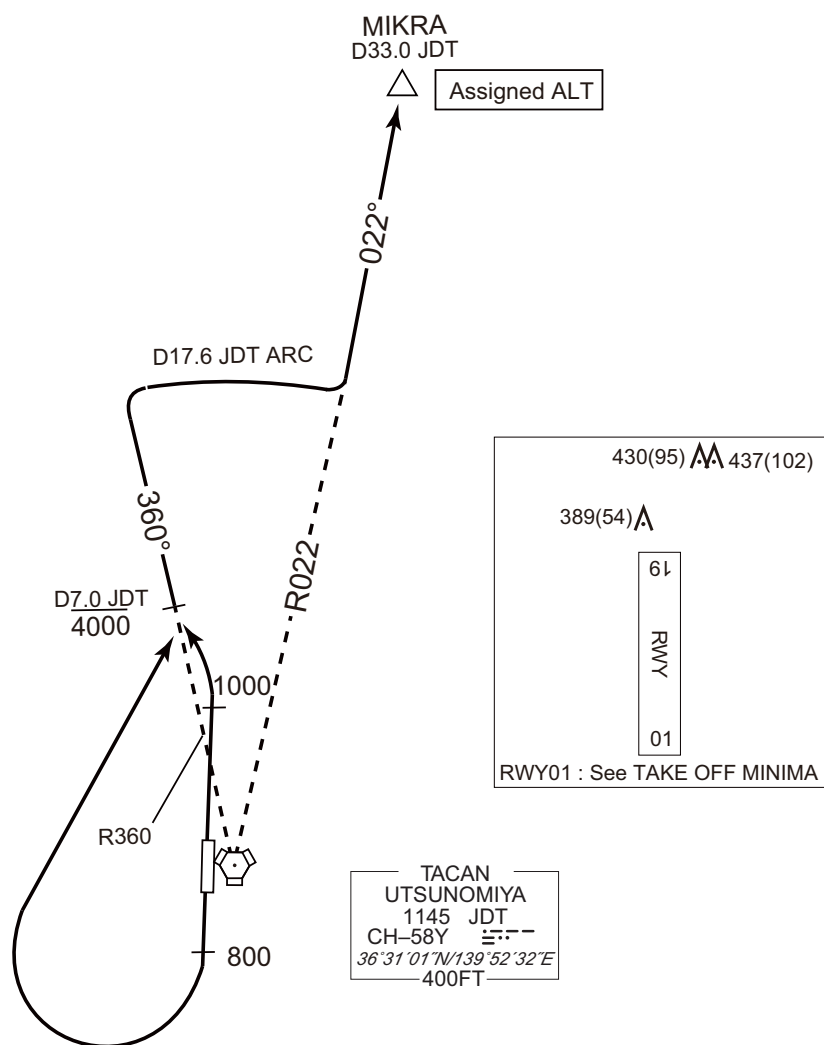 MIKRA
D33.0 JDT
Assigned ALT
022°
D17.6 JDT ARC
360°
R022
D7.0 JDT
4000
1000
R360
800
430(95)
437(102)
389(54)
19
RWY
01
RWY01 : See TAKE OFF MINIMA
TACAN
UTSUNOMIYA
1145 JDT
CH–58Y
36°31´01˝N/139°52´32˝E
400FT